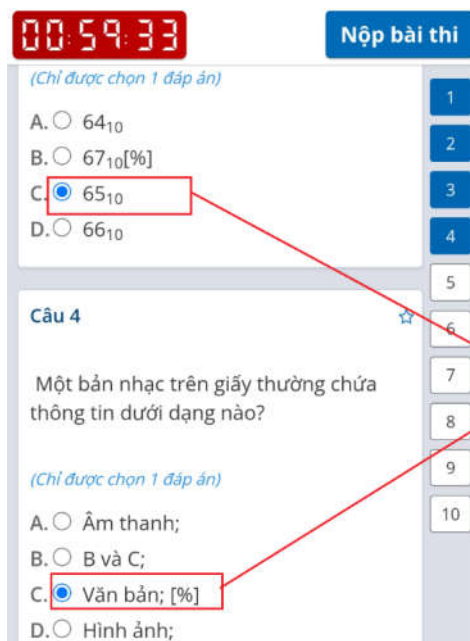 00:59:33
Nộp bài thi
(Chỉ được chọn 1 đáp án)
A. 64₁₀
B. 67₁₀[%]
C. 65₁₀
D. 66₁₀
Câu 4
Một bản nhạc trên giấy thường chứa
thông tin dưới dạng nào?
(Chỉ được chọn 1 đáp án)
A. Âm thanh;
B. B và C;
C. Văn bản; [%]
D. Hình ảnh;
1
2
3
4
5
6
7
8
9
10